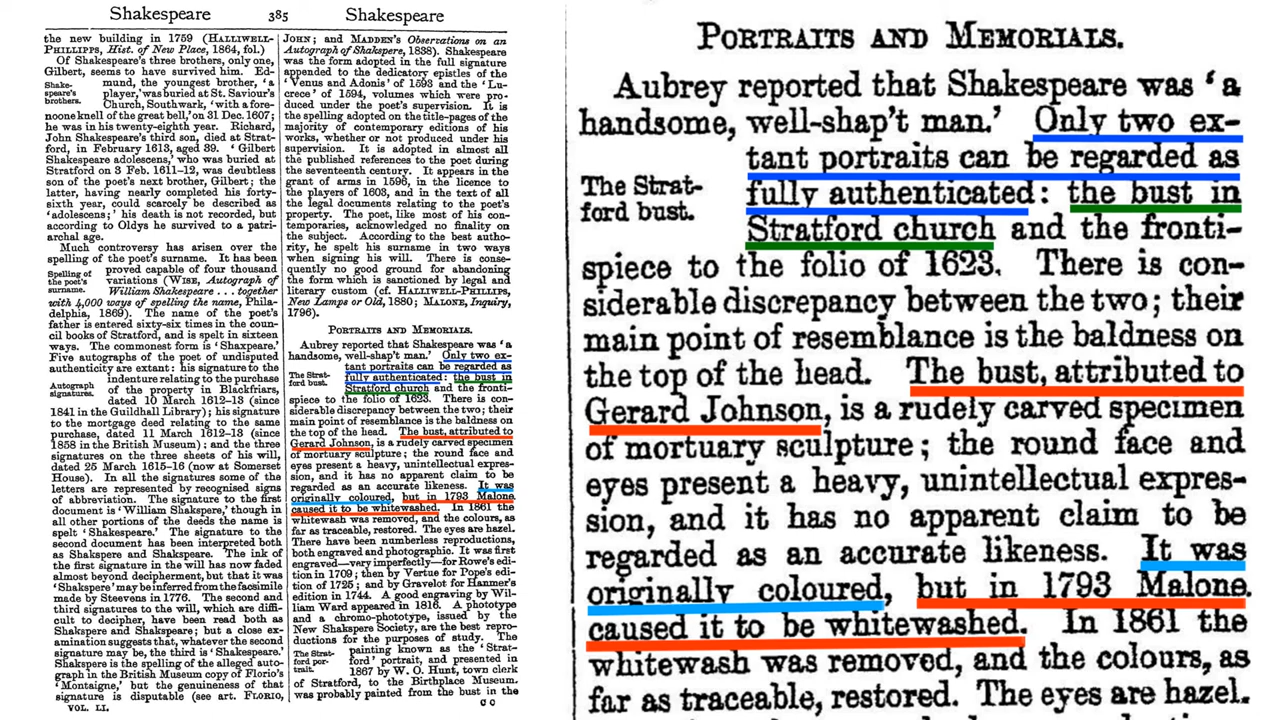 Shakespeare 385 Shakespeare
the new building in 1759 (HALLIWELL-
PHILLIPPS, Hist. of New Place, 1864, fol.)
Of Shakespeare's three brothers, only one,
Gilbert, seems to have survived him. Ed-
Shake-
speare's
brothers.
mund, the youngest brother, 'a
player,' was buried at St. Saviour's
Church, Southwark, 'with a fore-
noone knell of the great bell,' on 31 Dec. 1607;
he was in his twenty-eighth year. Richard,
John Shakespeare's third son, died at Strat-
ford, in February 1613, aged 39. 'Gilbert
Shakespeare adolescens,' who was buried at
Stratford on 3 Feb. 1611-12, was doubtless
son of the poet's next brother, Gilbert; the
latter, having nearly completed his forty-
sixth year, could scarcely be described as
'adolescens;' his death is not recorded, but
according to Oldys he survived to a patri-
archal age.
Much controversy has arisen over the
spelling of the poet's surname. It has been
Spelling of
the poet's
surname.
proved capable of four thousand
variations (WISE, Autograph of
William Shakespeare . . . together
with 4,000 ways of spelling the name, Phila-
delphia, 1869). The name of the poet's
father is entered sixty-six times in the coun-
cil books of Stratford, and is spelt in sixteen
ways. The commonest form is 'Shaxpeare.'
Five autographs of the poet of undisputed
authenticity are extant: his signature to the
Autograph
signatures.
indenture relating to the purchase
of the property in Blackfriars,
dated 10 March 1612-13 (since
1841 in the Guildhall Library); his signature
to the mortgage deed relating to the same
purchase, dated 11 March 1612-13 (since
1858 in the British Museum); and the three
signatures on the three sheets of his will,
dated 25 March 1615-16 (now at Somerset
House). In all the signatures some of the
letters are represented by recognised signs
of abbreviation. The signature to the first
document is 'William Shakspere,' though in
all other portions of the deeds the name is
spelt 'Shakespeare.' The signature to the
second document has been interpreted both
as Shakspere and Shakspeare. The ink of
the first signature in the will has now faded
almost beyond decipherment, but that it was
'Shakspere' may be inferred from the facsimile
made by Steevens in 1776. The second and
third signatures to the will, which are diffi-
cult to decipher, have been read both as
Shakspere and Shakspeare; but a close ex-
amination suggests that, whatever the second
signature may be, the third is 'Shakspeare.'
Shakspere is the spelling of the alleged auto-
graph in the British Museum copy of Florio's
'Montaigne,' but the genuineness of that
signature is disputable (see art. FLORIO,
VOL. LI.
JOHN; and MADDEN'S Observations on an
Autograph of Shakspere, 1838). Shakespeare
was the form adopted in the full signature
appended to the dedicatory epistles of the
'Venus and Adonis' of 1593 and the 'Lu-
crece' of 1594, volumes which were pro-
duced under the poet's supervision. It is
the spelling adopted on the title-pages of the
majority of contemporary editions of his
works, whether or not produced under his
supervision. It is adopted in almost all
the published references to the poet during
the seventeenth century. It appears in the
grant of arms in 1596, in the licence to
the players of 1603, and in the text of all
the legal documents relating to the poet's
property. The poet, like most of his con-
temporaries, acknowledged no finality on
the subject. According to the best autho-
rity, he spelt his surname in two ways
when signing his will. There is conse-
quently no good ground for abandoning
the form which is sanctioned by legal and
literary custom (cf. HALLIWELL-PHILLIPPS,
New Lamps or Old, 1880; MALONE, Inquiry,
1796).
PORTRAITS AND MEMORIALS.
Aubrey reported that Shakespeare was 'a
handsome, well-shap't man.' Only two ex-
The Strat-
ford bust.
tant portraits can be regarded as
fully authenticated: the bust in
Stratford church and the fronti-
spiece to the folio of 1623. There is con-
siderable discrepancy between the two; their
main point of resemblance is the baldness on
the top of the head. The bust, attributed to
Gerard Johnson, is a rudely carved specimen
of mortuary sculpture; the round face and
eyes present a heavy, unintellectual expres-
sion, and it has no apparent claim to be
regarded as an accurate likeness. It was
originally coloured, but in 1793 Malone
caused it to be whitewashed. In 1861 the
whitewash was removed, and the colours, as
far as traceable, restored. The eyes are hazel.
There have been numberless reproductions,
both engraved and photographic. It was first
engraved—very imperfectly—for Rowe's edi-
tion in 1709; then by Vertue for Pope's edi-
tion of 1725; and by Gravelot for Hanmer's
edition in 1744. A good engraving by Wil-
liam Ward appeared in 1816. A phototype
and a chromo-phototype, issued by the
New Shakspere Society, are the best repro-
ductions for the purposes of study. The
The Strat-
ford por-
trait.
painting known as the 'Strat-
ford' portrait, and presented in
1867 by W. O. Hunt, town clerk
of Stratford, to the Birthplace Museum,
was probably painted from the bust in the
C C
PORTRAITS AND MEMORIALS.
Aubrey reported that Shakespeare was 'a
handsome, well-shap't man.' Only two ex-
The Strat-
ford bust.
tant portraits can be regarded as
fully authenticated: the bust in
Stratford church and the fronti-
spiece to the folio of 1623. There is con-
siderable discrepancy between the two; their
main point of resemblance is the baldness on
the top of the head. The bust, attributed to
Gerard Johnson, is a rudely carved specimen
of mortuary sculpture; the round face and
eyes present a heavy, unintellectual expres-
sion, and it has no apparent claim to be
regarded as an accurate likeness. It was
originally coloured, but in 1793 Malone
caused it to be whitewashed. In 1861 the
whitewash was removed, and the colours, as
far as traceable, restored. The eyes are hazel.